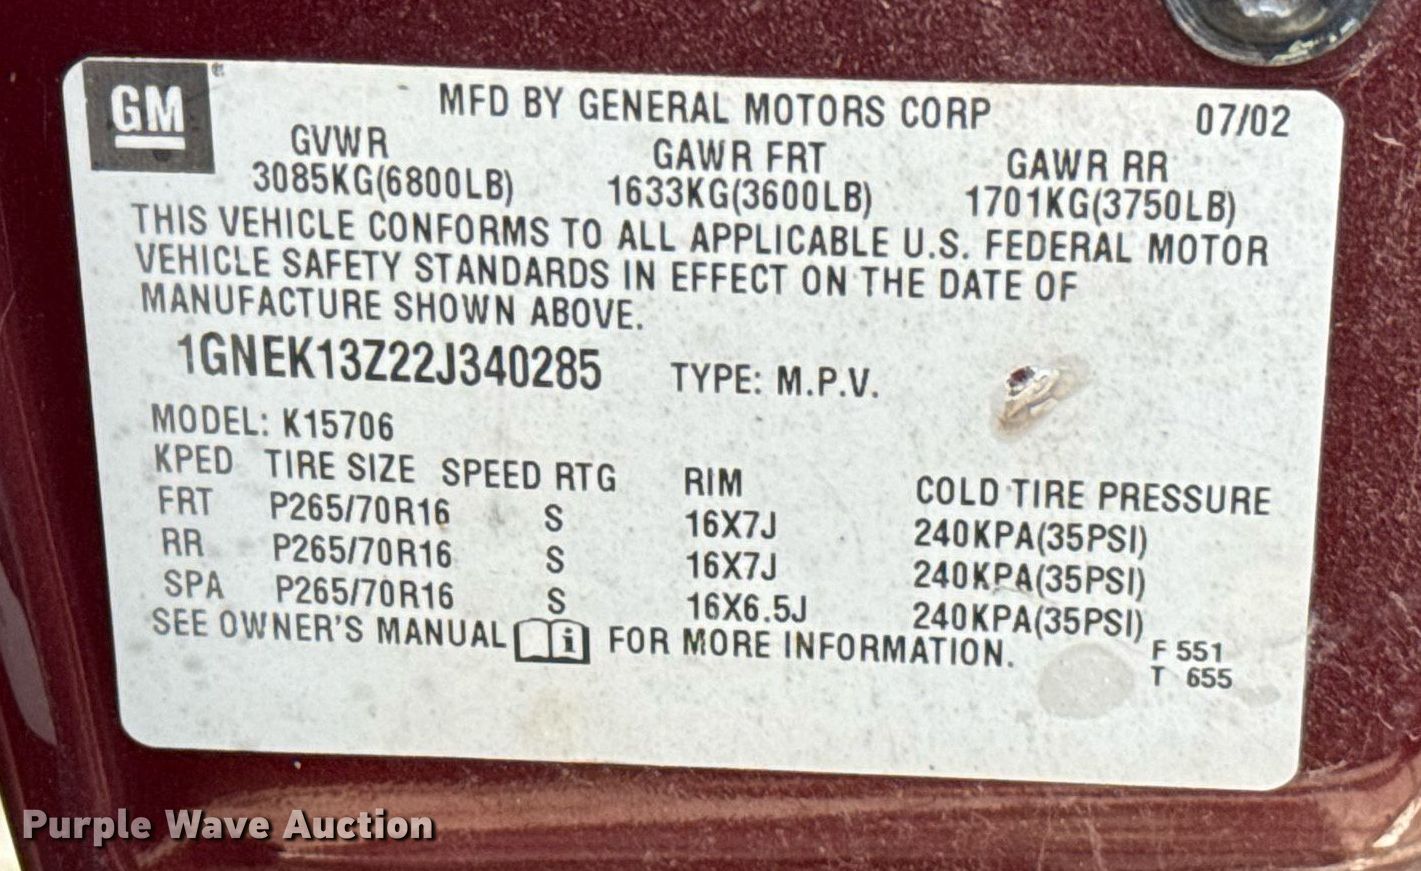 GM
MFD BY GENERAL MOTORS CORP 07/02
GVWR GAWR FRT GAWR RR
3085KG(6800LB) 1633KG(3600LB) 1701KG(3750LB)
THIS VEHICLE CONFORMS TO ALL APPLICABLE U.S. FEDERAL MOTOR
VEHICLE SAFETY STANDARDS IN EFFECT ON THE DATE OF
MANUFACTURE SHOWN ABOVE.
1GNEK13Z22J340285 TYPE: M.P.V.
MODEL: K15706
KPED TIRE SIZE SPEED RTG RIM COLD TIRE PRESSURE
FRT P265/70R16 S 16X7J 240KPA(35PSI)
RR P265/70R16 S 16X7J 240KPA(35PSI)
SPA P265/70R16 S 16X6.5J 240KPA(35PSI)
SEE OWNER'S MANUAL i FOR MORE INFORMATION.
F 551
T 655
Purple Wave Auction